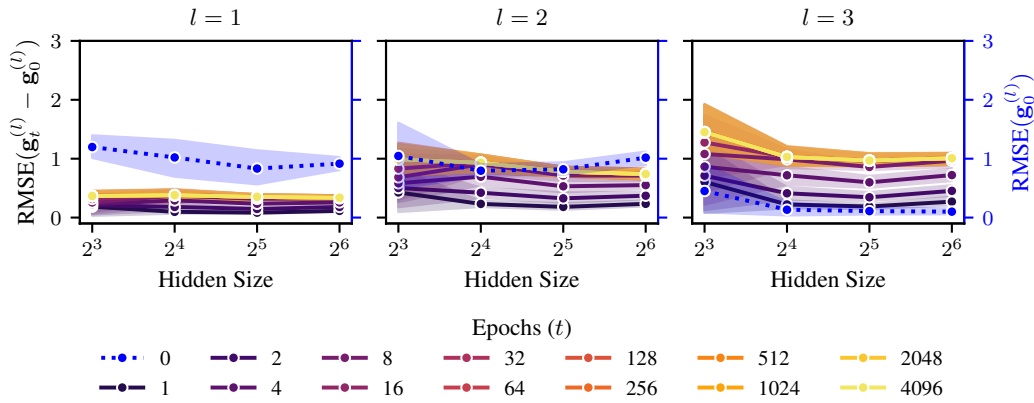 l = 1 l = 2 l = 3
RMSE(g_t^(l) − g_0^(l))
3
2
1
0
2^3 2^4 2^5 2^6
Hidden Size
2^3 2^4 2^5 2^6
Hidden Size
2^3 2^4 2^5 2^6
Hidden Size
3
2
1
0
RMSE(g_0^(l))
Epochs (t)
0 2 8 32 128 512 2048
1 4 16 64 256 1024 4096